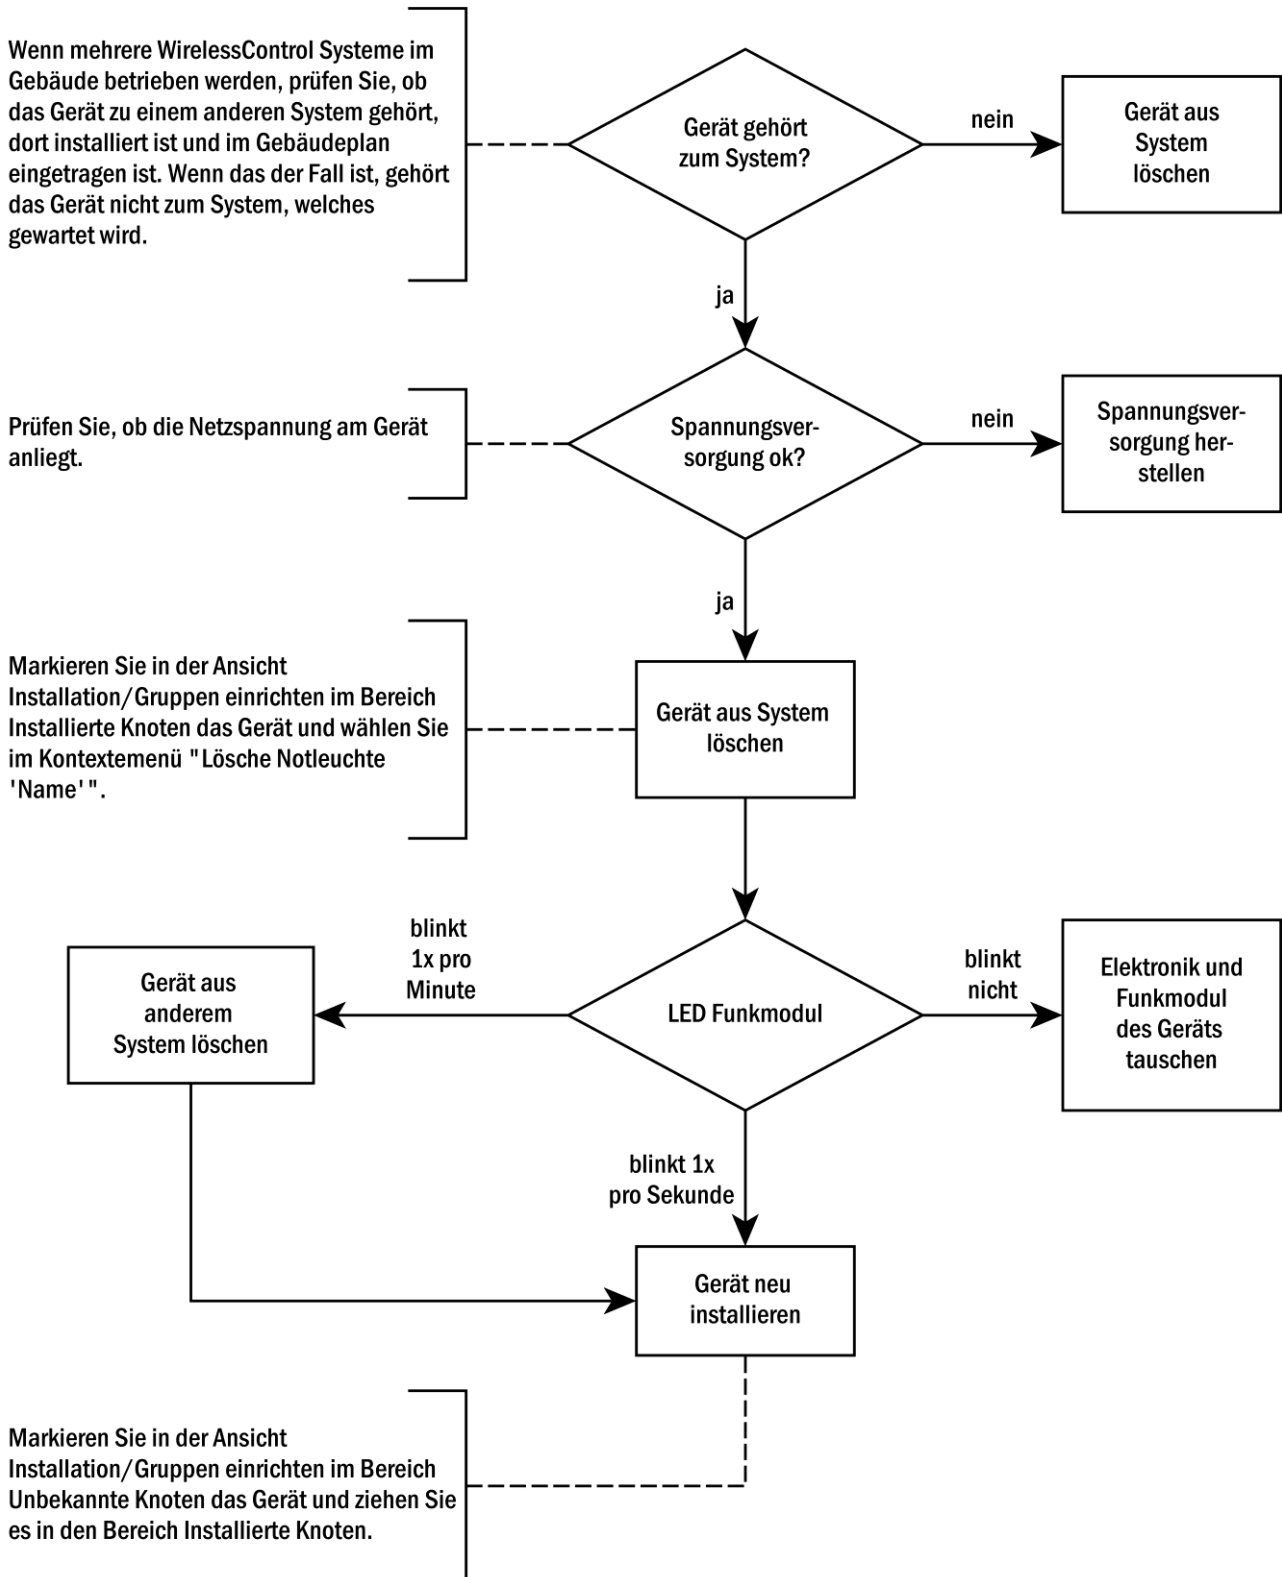 Wenn mehrere WirelessControl Systeme im
Gebäude betrieben werden, prüfen Sie, ob
das Gerät zu einem anderen System gehört,
dort installiert ist und im Gebäudeplan
eingetragen ist. Wenn das der Fall ist, gehört
das Gerät nicht zum System, welches
gewartet wird.
Gerät gehört
zum System?
nein
Gerät aus
System
löschen
ja
Prüfen Sie, ob die Netzspannung am Gerät
anliegt.
Spannungsver-
sorgung ok?
nein
Spannungsver-
sorgung her-
stellen
ja
Markieren Sie in der Ansicht
Installation/Gruppen einrichten im Bereich
Installierte Knoten das Gerät und wählen Sie
im Kontextemenü "Lösche Notleuchte
'Name'".
Gerät aus System
löschen
blinkt
1x pro
Minute
Gerät aus
anderem
System löschen
LED Funkmodul
blinkt
nicht
Elektronik und
Funkmodul
des Geräts
tauschen
blinkt 1x
pro Sekunde
Gerät neu
installieren
Markieren Sie in der Ansicht
Installation/Gruppen einrichten im Bereich
Unbekannte Knoten das Gerät und ziehen Sie
es in den Bereich Installierte Knoten.